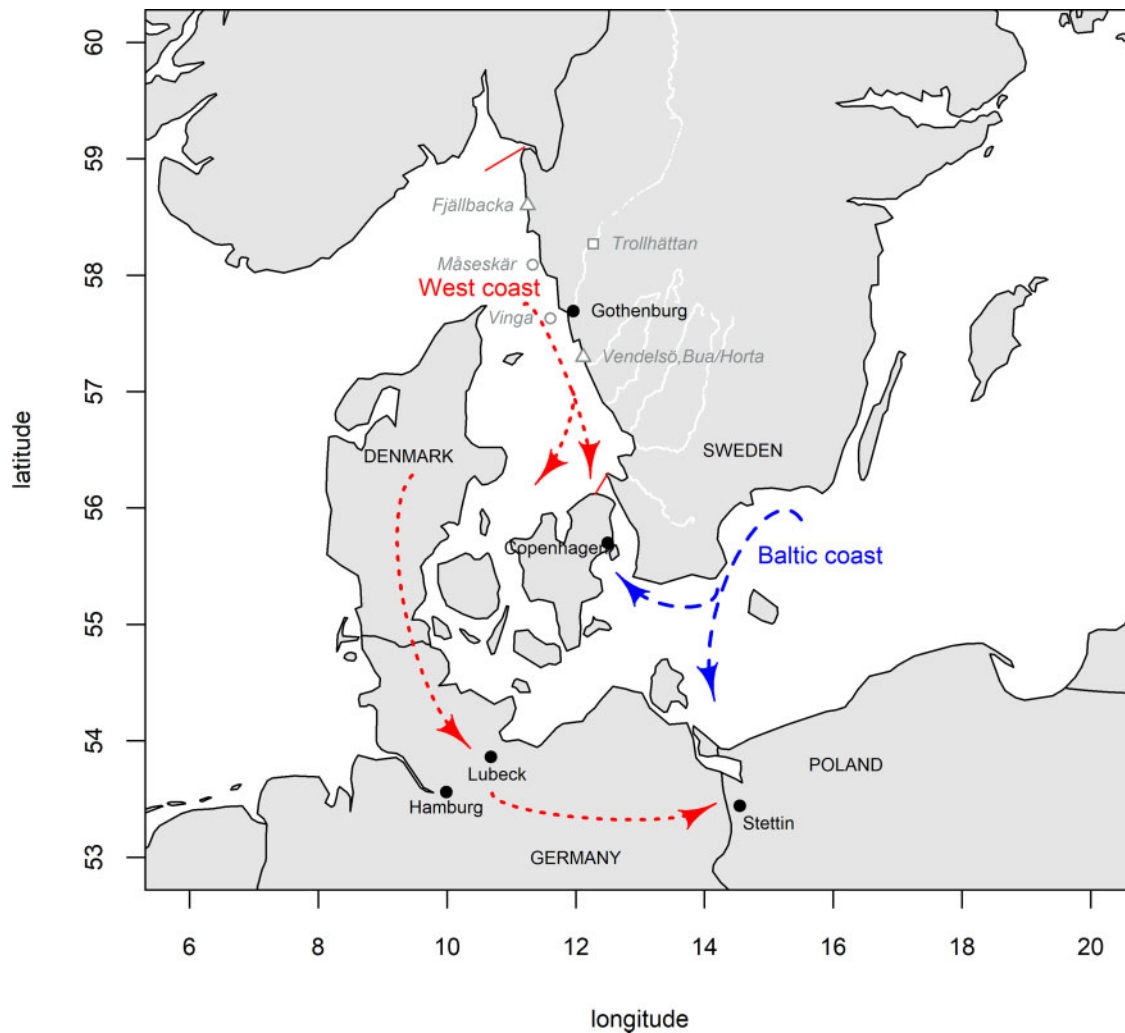 60
59
58
57
56
55
54
53
latitude
Fjällbacka
Trollhättan
Måseskär
West coast
Vinga
Gothenburg
Vendelsö,Bua/Horta
DENMARK
SWEDEN
Copenhagen
Baltic coast
Lubeck
Hamburg
POLAND
Stettin
GERMANY
6 8 10 12 14 16 18 20
longitude